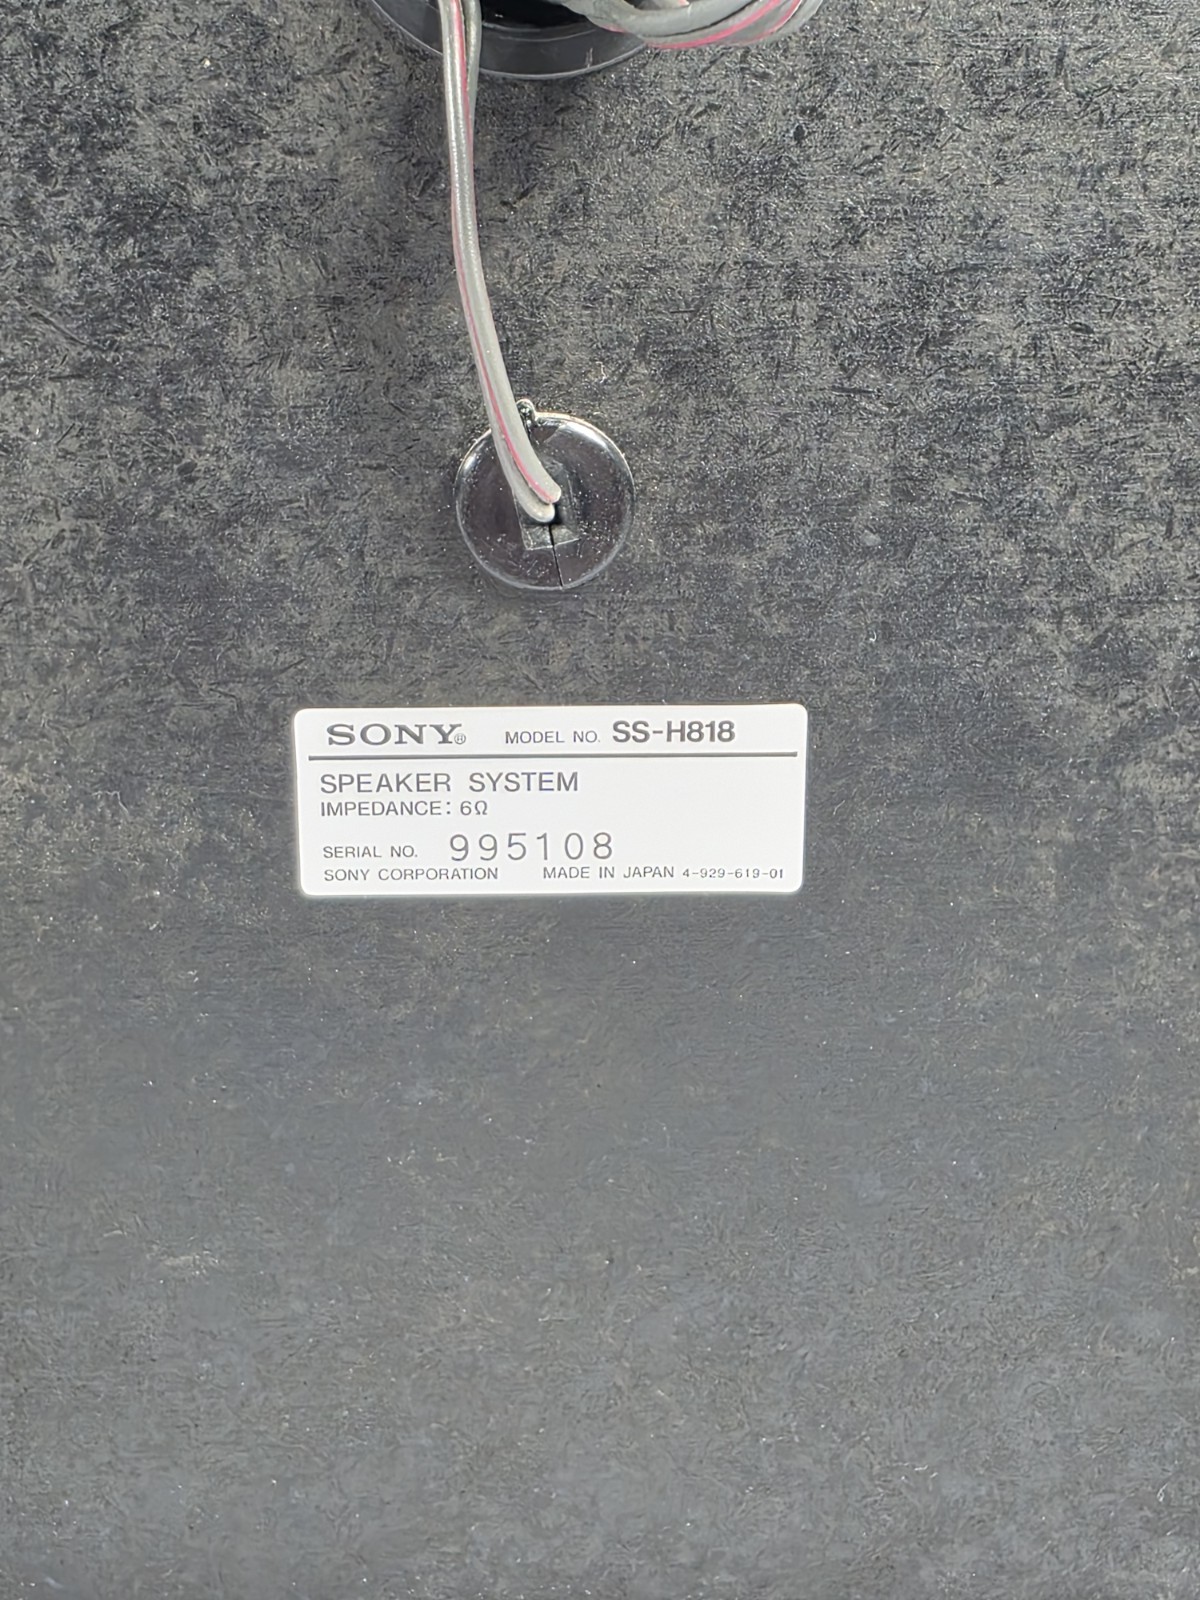 SONY® MODEL NO. SS-H818
SPEAKER SYSTEM
IMPEDANCE: 6Ω
SERIAL NO. 995108
SONY CORPORATION MADE IN JAPAN 4-929-619-01